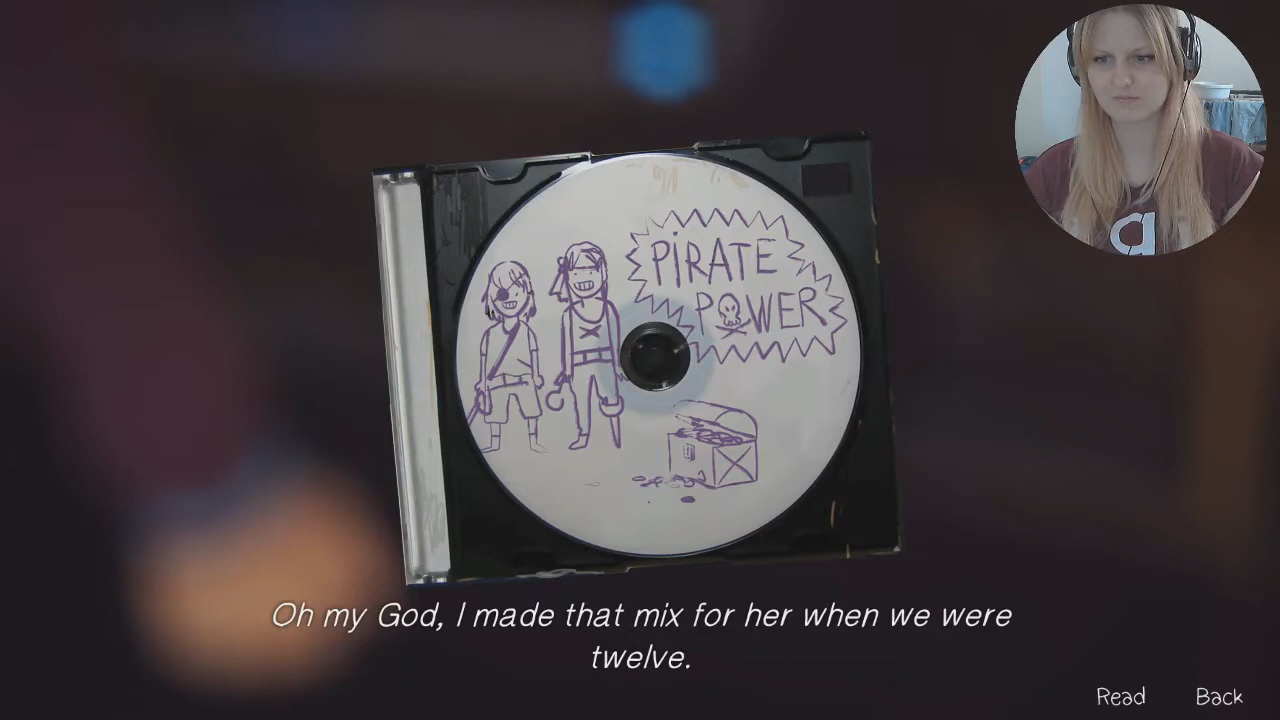 PiRATE
POWER
Oh my God, I made that mix for her when we were
twelve.
Read Back
a